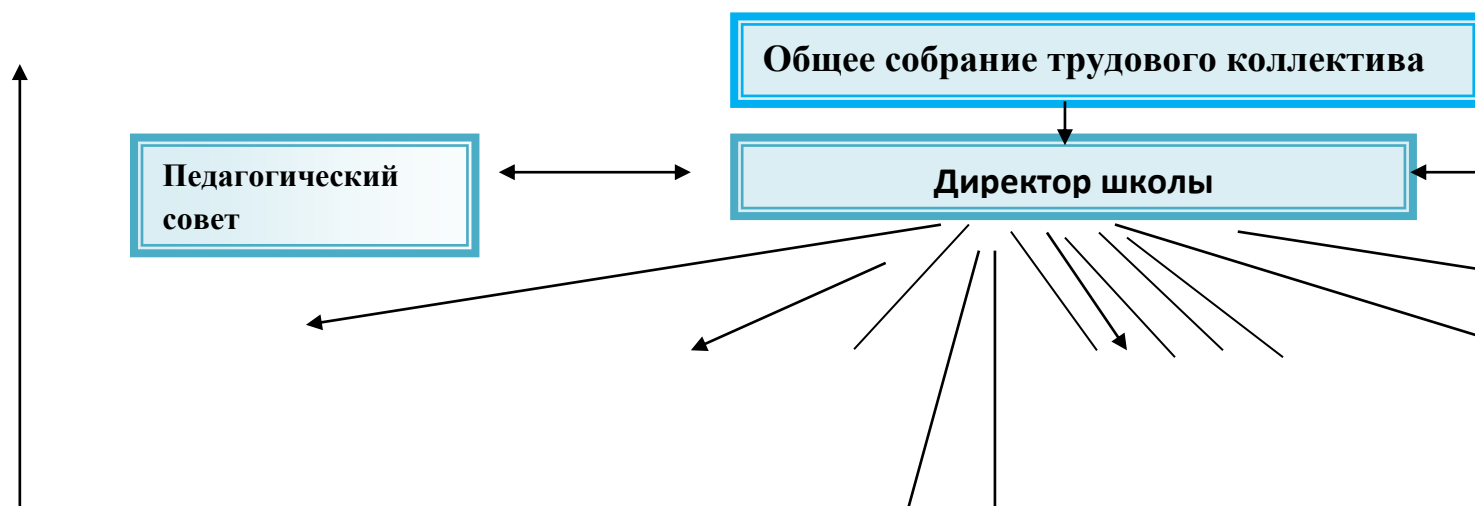 Общее собрание трудового коллектива
Педагогический
совет
Директор школы